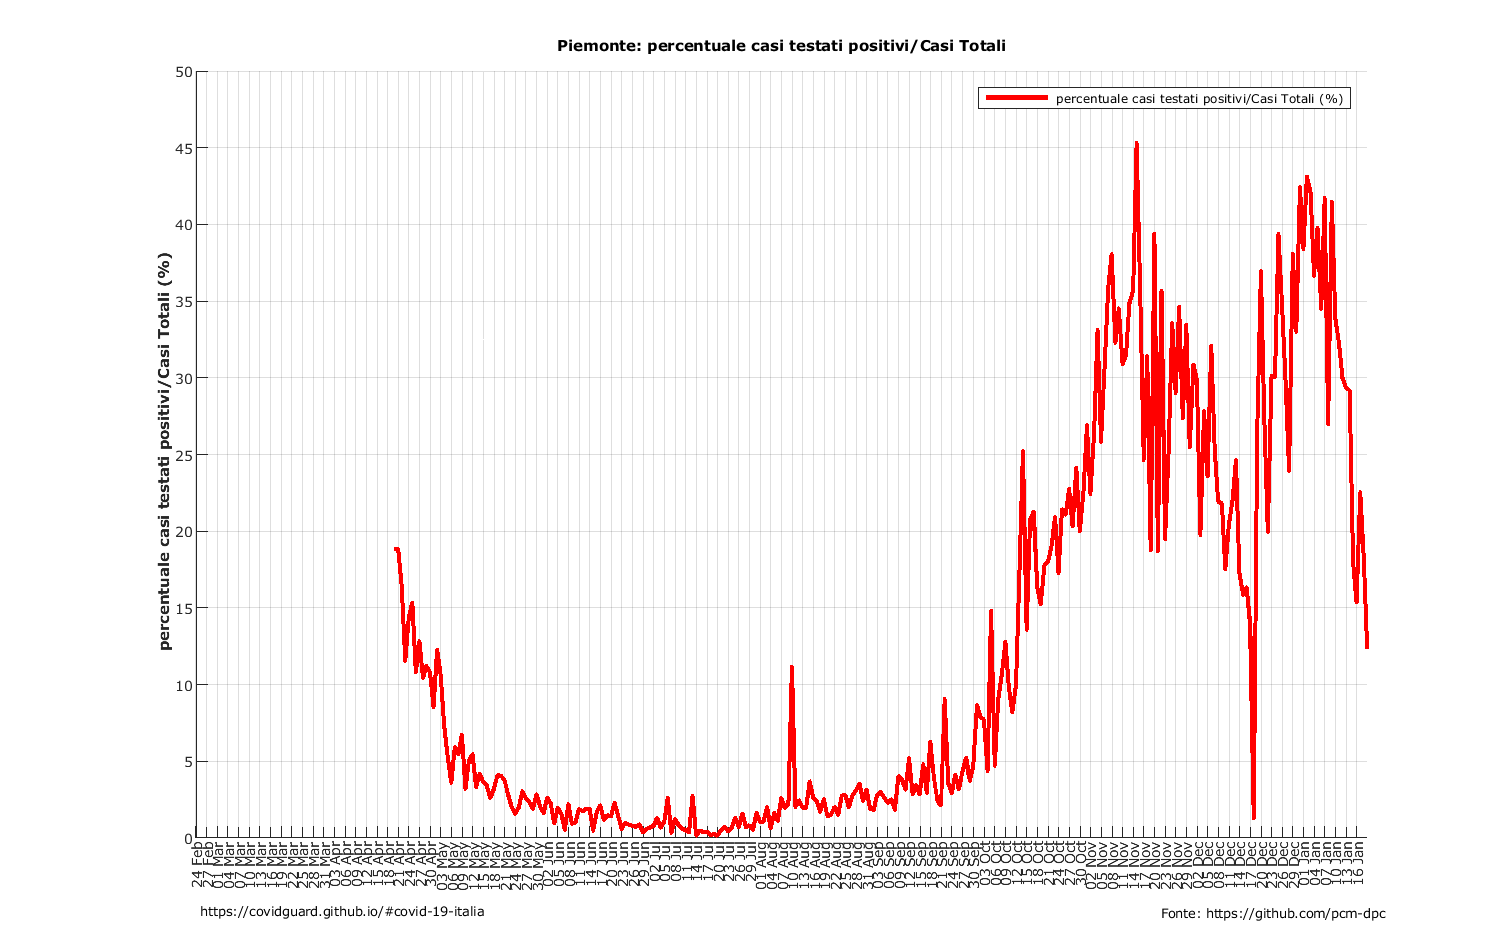 Piemonte: percentuale casi testati positivi/Casi Totali
percentuale casi testati positivi/Casi Totali (%)
percentuale casi testati positivi/Casi Totali (%)
50
45
40
35
30
25
20
15
10
5
0
24 Feb
27 Feb
01 Mar
04 Mar
07 Mar
10 Mar
13 Mar
16 Mar
19 Mar
22 Mar
25 Mar
28 Mar
31 Mar
03 Apr
06 Apr
09 Apr
12 Apr
15 Apr
18 Apr
21 Apr
24 Apr
27 Apr
30 Apr
03 May
06 May
09 May
12 May
15 May
18 May
21 May
24 May
27 May
30 May
02 Jun
05 Jun
08 Jun
11 Jun
14 Jun
17 Jun
20 Jun
23 Jun
26 Jun
29 Jun
02 Jul
05 Jul
08 Jul
11 Jul
14 Jul
17 Jul
20 Jul
23 Jul
26 Jul
29 Jul
01 Aug
04 Aug
07 Aug
10 Aug
13 Aug
16 Aug
19 Aug
22 Aug
25 Aug
28 Aug
31 Aug
03 Sep
06 Sep
09 Sep
12 Sep
15 Sep
18 Sep
21 Sep
24 Sep
27 Sep
30 Sep
03 Oct
06 Oct
09 Oct
12 Oct
15 Oct
18 Oct
21 Oct
24 Oct
27 Oct
30 Oct
02 Nov
05 Nov
08 Nov
11 Nov
14 Nov
17 Nov
20 Nov
23 Nov
26 Nov
29 Nov
02 Dec
05 Dec
08 Dec
11 Dec
14 Dec
17 Dec
20 Dec
23 Dec
26 Dec
29 Dec
01 Jan
04 Jan
07 Jan
10 Jan
13 Jan
16 Jan
https://covidguard.github.io/#covid-19-italia
Fonte: https://github.com/pcm-dpc